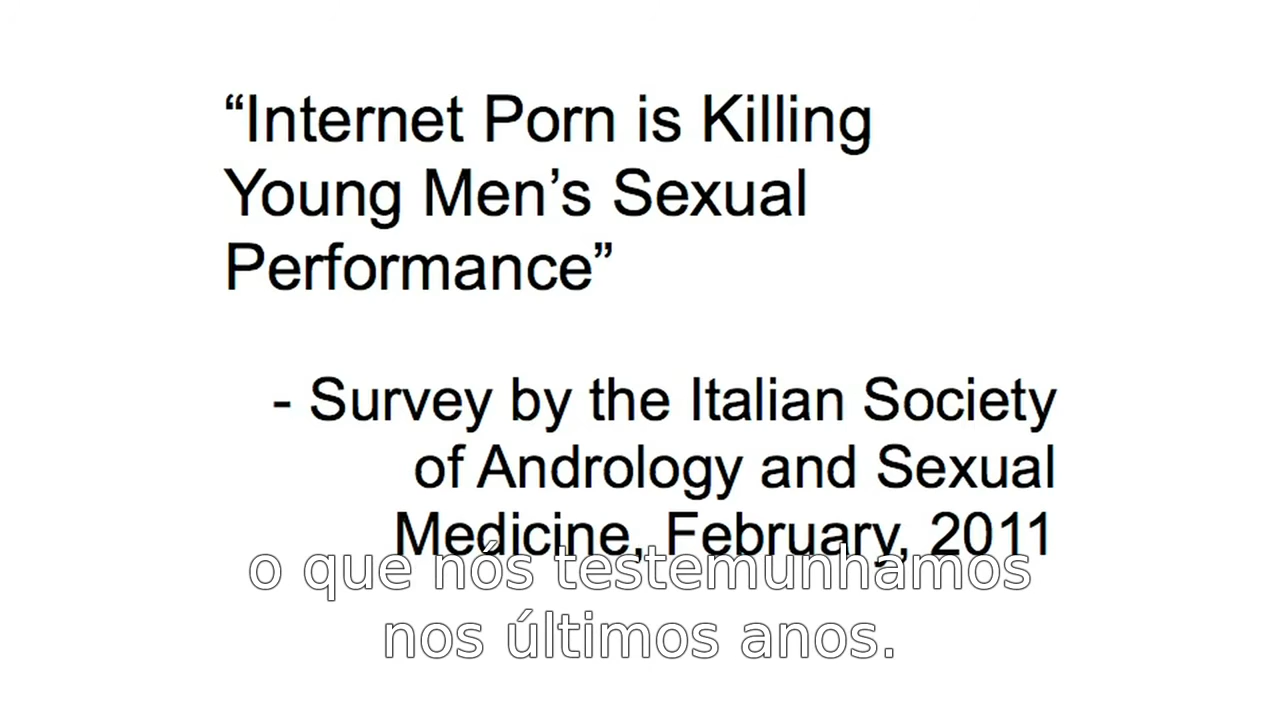 “Internet Porn is Killing
Young Men’s Sexual
Performance”
- Survey by the Italian Society
of Andrology and Sexual
Medicine, February, 2011
o que nós testemunhamos
nos últimos anos.